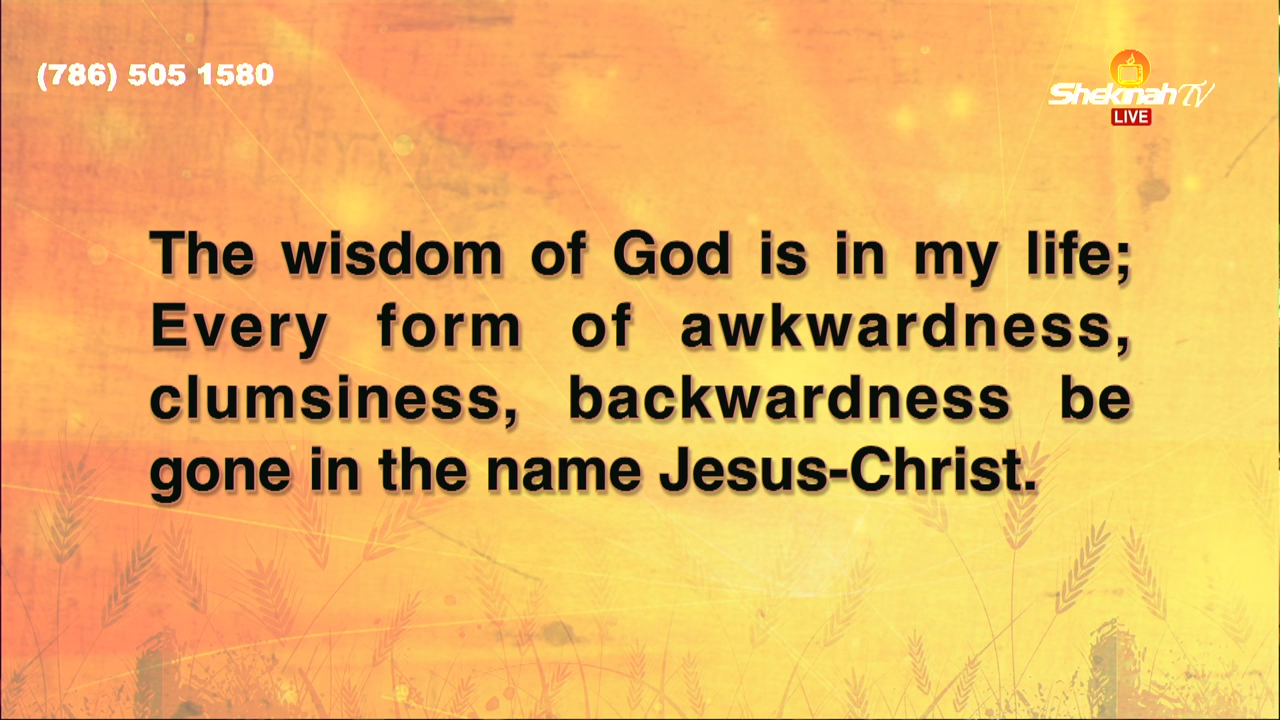 (786) 505 1580
Shekinah TV
LIVE
The wisdom of God is in my life;
Every form of awkwardness,
clumsiness, backwardness be
gone in the name Jesus-Christ.